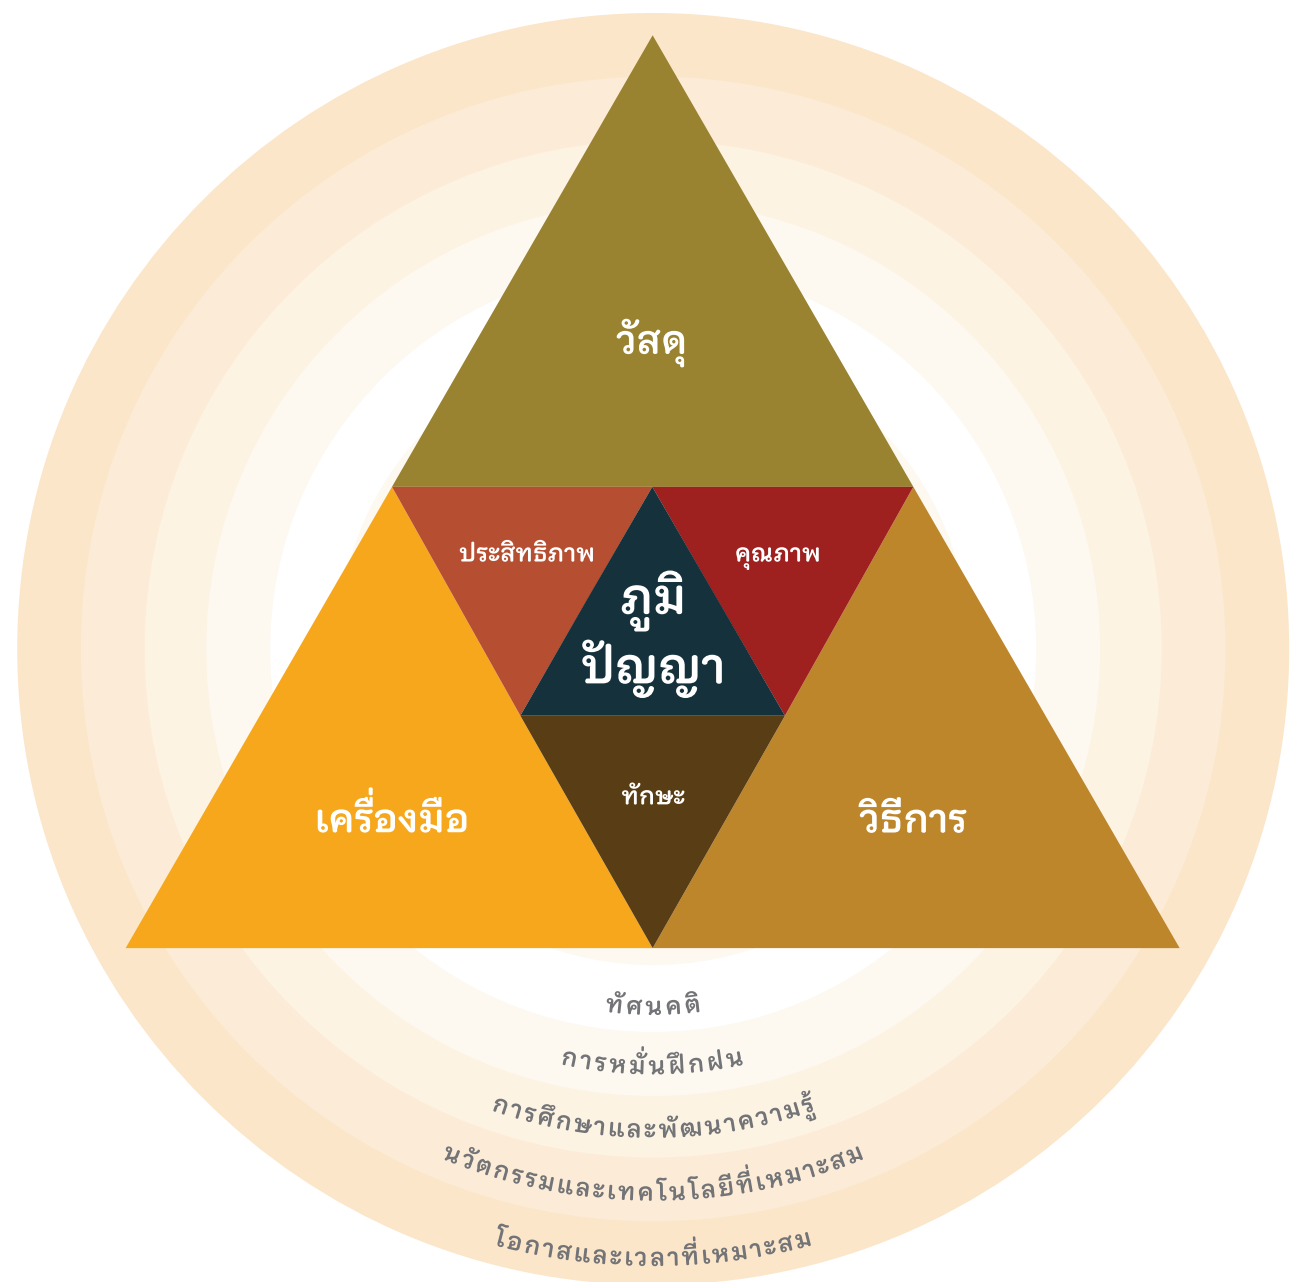 วัสดุ
ประสิทธิภาพ
คุณภาพ
ภูมิ
ปัญญา
ทักษะ
เครื่องมือ
วิธีการ
ทัศนคติ
การหมั่นฝึกฝน
การศึกษาและพัฒนาความรู้
นวัตกรรมและเทคโนโลยีที่เหมาะสม
โอกาสและเวลาที่เหมาะสม